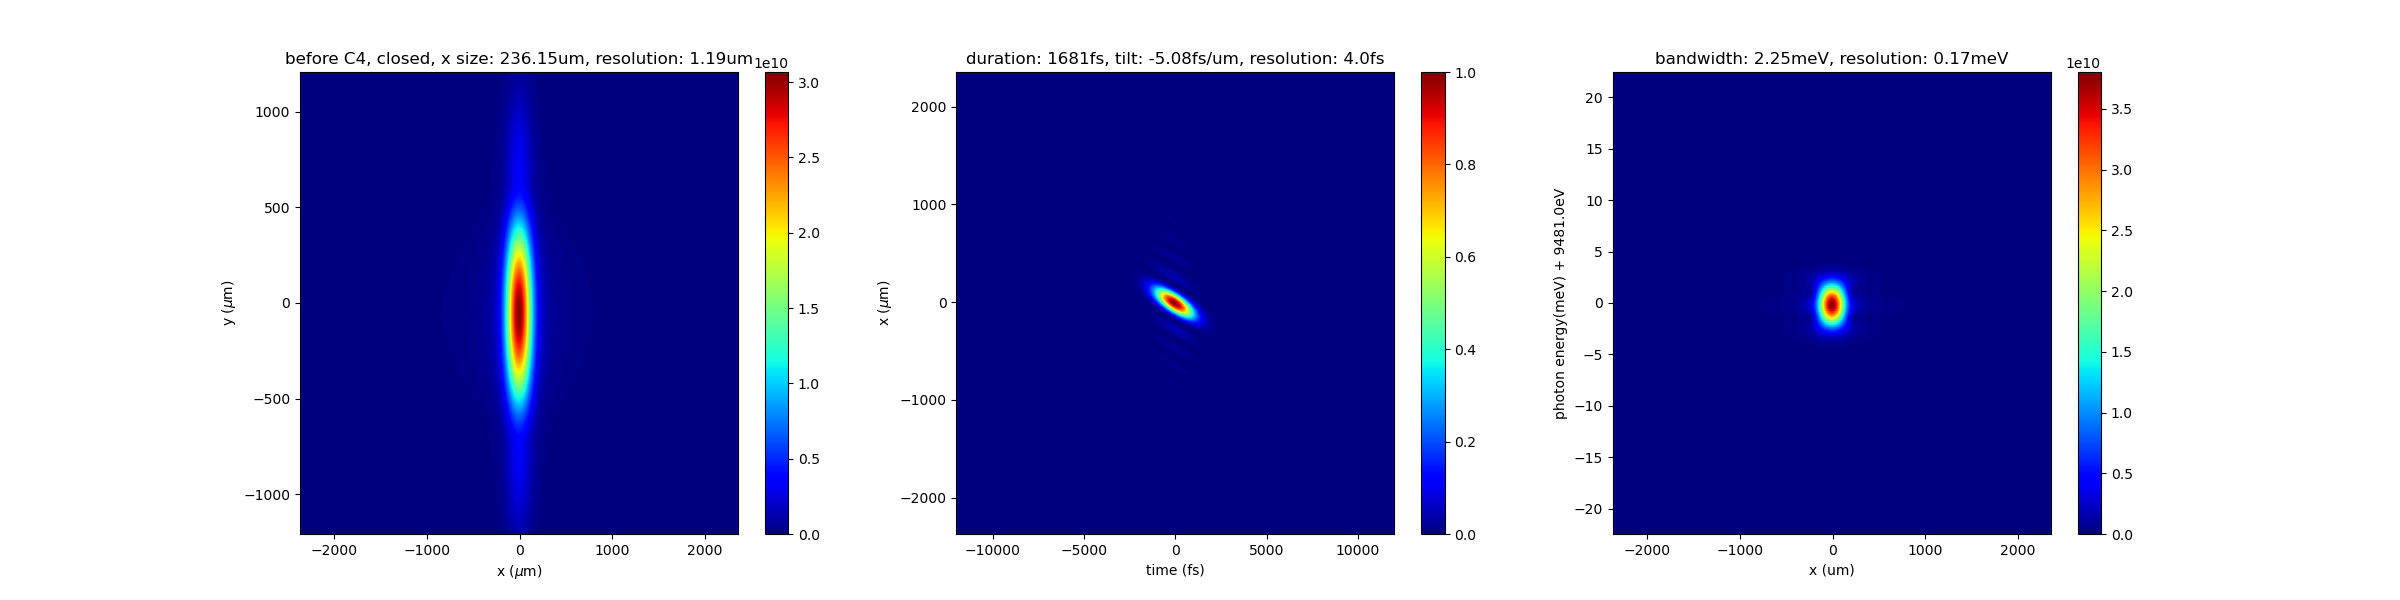 before C4, closed, x size: 236.15um, resolution: 1.19um
1e10
1000
500
0
−500
−1000
y (μm)
−2000 −1000 0 1000 2000
x (μm)
3.0
2.5
2.0
1.5
1.0
0.5
0.0
duration: 1681fs, tilt: -5.08fs/um, resolution: 4.0fs
2000
1000
0
−1000
−2000
x (μm)
−10000 −5000 0 5000 10000
time (fs)
1.0
0.8
0.6
0.4
0.2
0.0
bandwidth: 2.25meV, resolution: 0.17meV
1e10
20
15
10
5
0
−5
−10
−15
−20
photon energy(meV) + 9481.0eV
−2000 −1000 0 1000 2000
x (um)
3.5
3.0
2.5
2.0
1.5
1.0
0.5
0.0